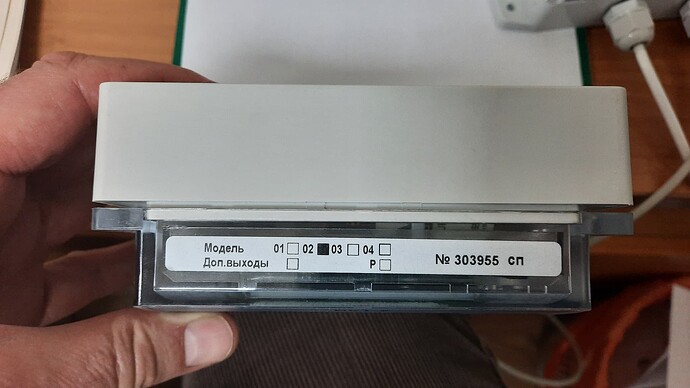 Модель 01 ☐ 02 ■ 03 ☐ 04 ☐
Доп.выходы ☐ Р ☐
№ 303955 сп